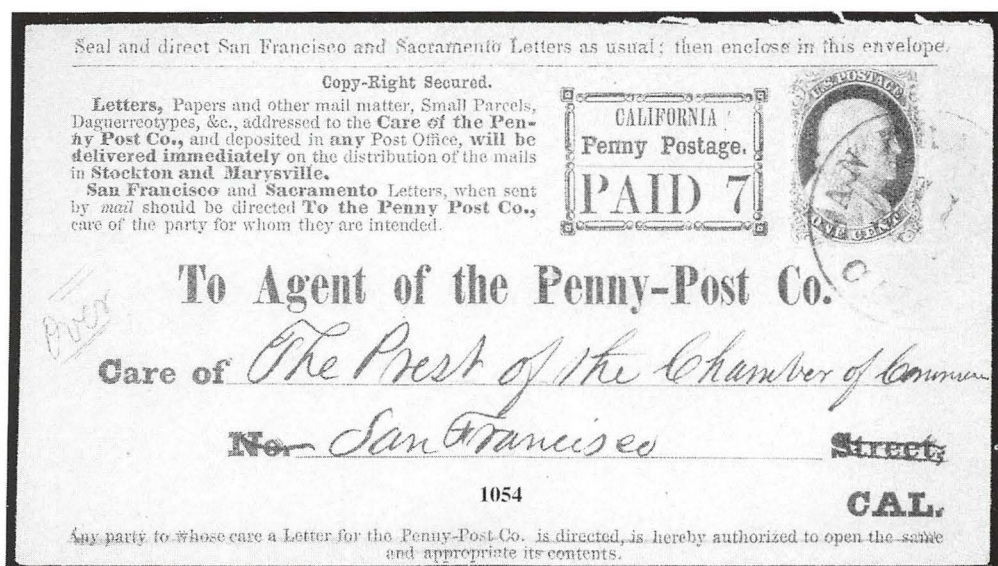 Seal and direct San Francisco and Sacramento Letters as usual; then enclose in this envelope.
Copy-Right Secured.
Letters, Papers and other mail matter, Small Parcels,
Daguerreotypes, &c., addressed to the Care of the Pen-
ny Post Co., and deposited in any Post Office, will be
delivered immediately on the distribution of the mails
in Stockton and Marysville.
San Francisco and Sacramento Letters, when sent
by mail should be directed To the Penny Post Co.,
care of the party for whom they are intended.
CALIFORNIA
Penny Postage.
PAID 7
U.S. POSTAGE
ONE CENT
SAN
To Agent of the Penny-Post Co.
Over
Care of The Prest of the Chamber of Commerce
No. San Francisco Street,
1054
CAL.
Any party to whose care a Letter for the Penny-Post Co. is directed, is hereby authorized to open the same
and appropriate its contents.